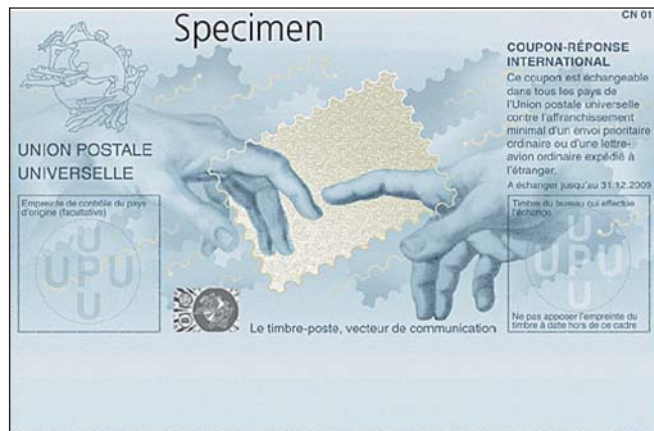 CN 01
Specimen
COUPON-RÉPONSE
INTERNATIONAL
Ce coupon est échangeable
dans tous les pays de
l'Union postale universelle
contre l'affranchissement
minimal d'un envoi prioritaire
ordinaire ou d'une lettre-
avion ordinaire expédié à
l'étranger.
A échanger jusqu'au 31.12.2009
UNION POSTALE
UNIVERSELLE
Empreinte de contrôle du pays
d'origine (facultative)
U
UPU
U
Timbre du bureau qui effectue
l'échange
U
UPU
U
Ne pas apposer l'empreinte du
timbre à date hors de ce cadre
Le timbre-poste, vecteur de communication